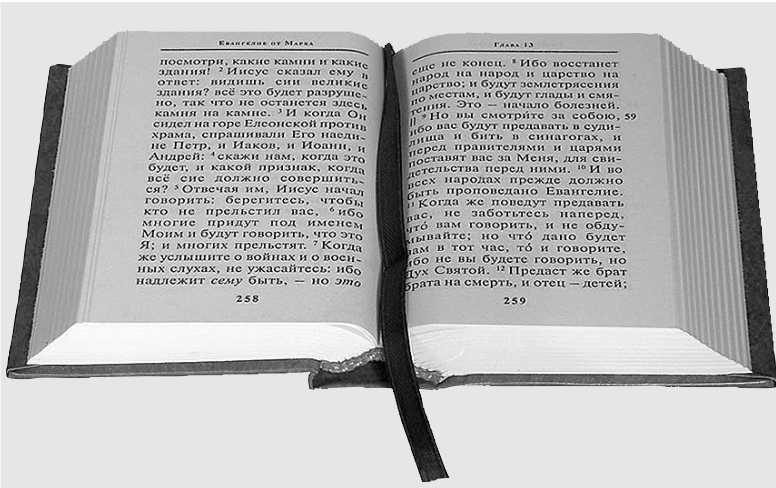 Евангелие от Марка
посмотри, какие камни и какие
здания! 2 Иисус сказал ему в
ответ: видишь сии великие
здания? всё это будет разруше-
но, так что не останется здесь
камня на камне. 3 И когда Он
сидел на горе Елеонской против
храма, спрашивали Его наеди-
не Петр, и Иаков, и Иоанн, и
Андрей: 4 скажи нам, когда это
будет, и какой признак, когда
всё сие должно совершить-
ся? 5 Отвечая им, Иисус начал
говорить: берегитесь, чтобы
кто не прельстил вас, 6 ибо
многие придут под именем
Моим и будут говорить, что это
Я; и многих прельстят. 7 Когда
же услышите о войнах и о воен-
ных слухах, не ужасайтесь: ибо
надлежит сему быть, — но это
258
Глава 13
еще не конец. 8 Ибо восстанет
народ на народ и царство на
царство; и будут землетрясения
по местам, и будут глады и смя-
тения. Это — начало болезней.
9 Но вы смотри́те за собою, 59
ибо вас будут предавать в суди-
лища и бить в синагогах, и
перед правителями и царями
поставят вас за Меня, для сви-
детельства перед ними. 10 И во
всех народах прежде должно
быть проповедано Евангелие.
Когда же поведут предавать
вас, не заботьтесь наперед,
что́ вам говорить, и не обду-
мывайте; но что́ дано будет
вам в тот час, то́ и говорите,
ибо не вы будете говорить, но
Дух Святой. 12 Предаст же брат
брата на смерть, и отец — детей;
259